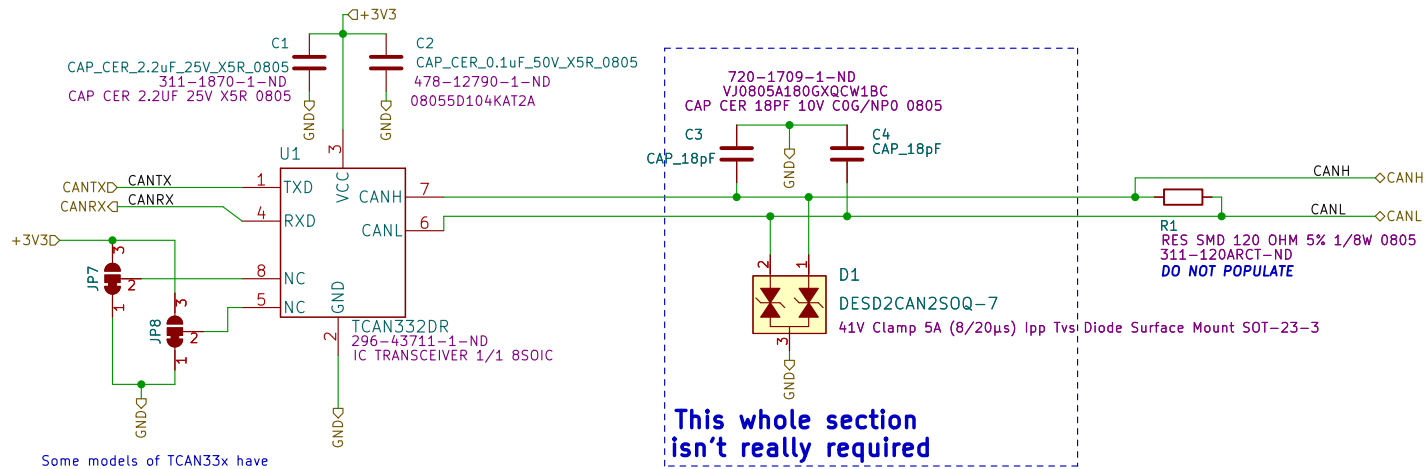 +3V3
C1
CAP_CER_2.2uF_25V_X5R_0805
311-1870-1-ND
CAP CER 2.2UF 25V X5R 0805
GND
C2
CAP_CER_0.1uF_50V_X5R_0805
478-12790-1-ND
08055D104KAT2A
GND
720-1709-1-ND
VJ0805A180GXQCW1BC
CAP CER 18PF 10V C0G/NP0 0805
C3
CAP_18pF
GND
C4
CAP_18pF
U1
3
VCC
CANTX
CANTX
1
TXD
CANRX
CANRX
4
RXD
CANH
7
CANL
6
+3V3
8
NC
5
NC
GND
2
JP7
3
2
1
JP8
3
2
1
GND
TCAN332DR
296-43711-1-ND
IC TRANSCEIVER 1/1 8SOIC
GND
2
1
3
D1
DESD2CAN2SOQ-7
41V Clamp 5A (8/20µs) Ipp Tvs Diode Surface Mount SOT-23-3
GND
CANH
CANH
CANL
CANL
R1
RES SMD 120 OHM 5% 1/8W 0805
311-120ARCT-ND
DO NOT POPULATE
This whole section
isn't really required
Some models of TCAN33x have